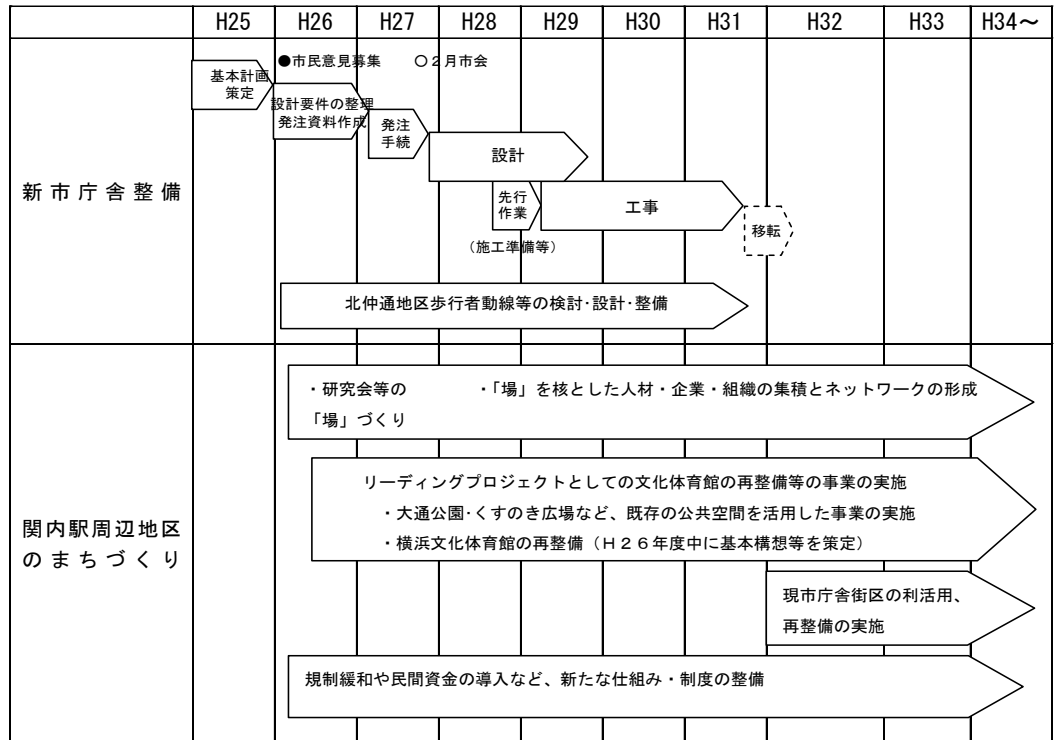 H25 H26 H27 H28 H29 H30 H31 H32 H33 H34～
新市庁舎整備
●市民意見募集 ○2月市会
基本計画
策定
設計要件の整理
発注資料作成
発注
手続
設計
先行
作業
（施工準備等）
工事
移転
北仲通地区歩行者動線等の検討･設計･整備
関内駅周辺地区
のまちづくり
・研究会等の ・「場」を核とした人材・企業・組織の集積とネットワークの形成
「場」づくり
リーディングプロジェクトとしての文化体育館の再整備等の事業の実施
・大通公園･くすのき広場など、既存の公共空間を活用した事業の実施
・横浜文化体育館の再整備（Ｈ２６年度中に基本構想等を策定）
現市庁舎街区の利活用、
再整備の実施
規制緩和や民間資金の導入など、新たな仕組み・制度の整備